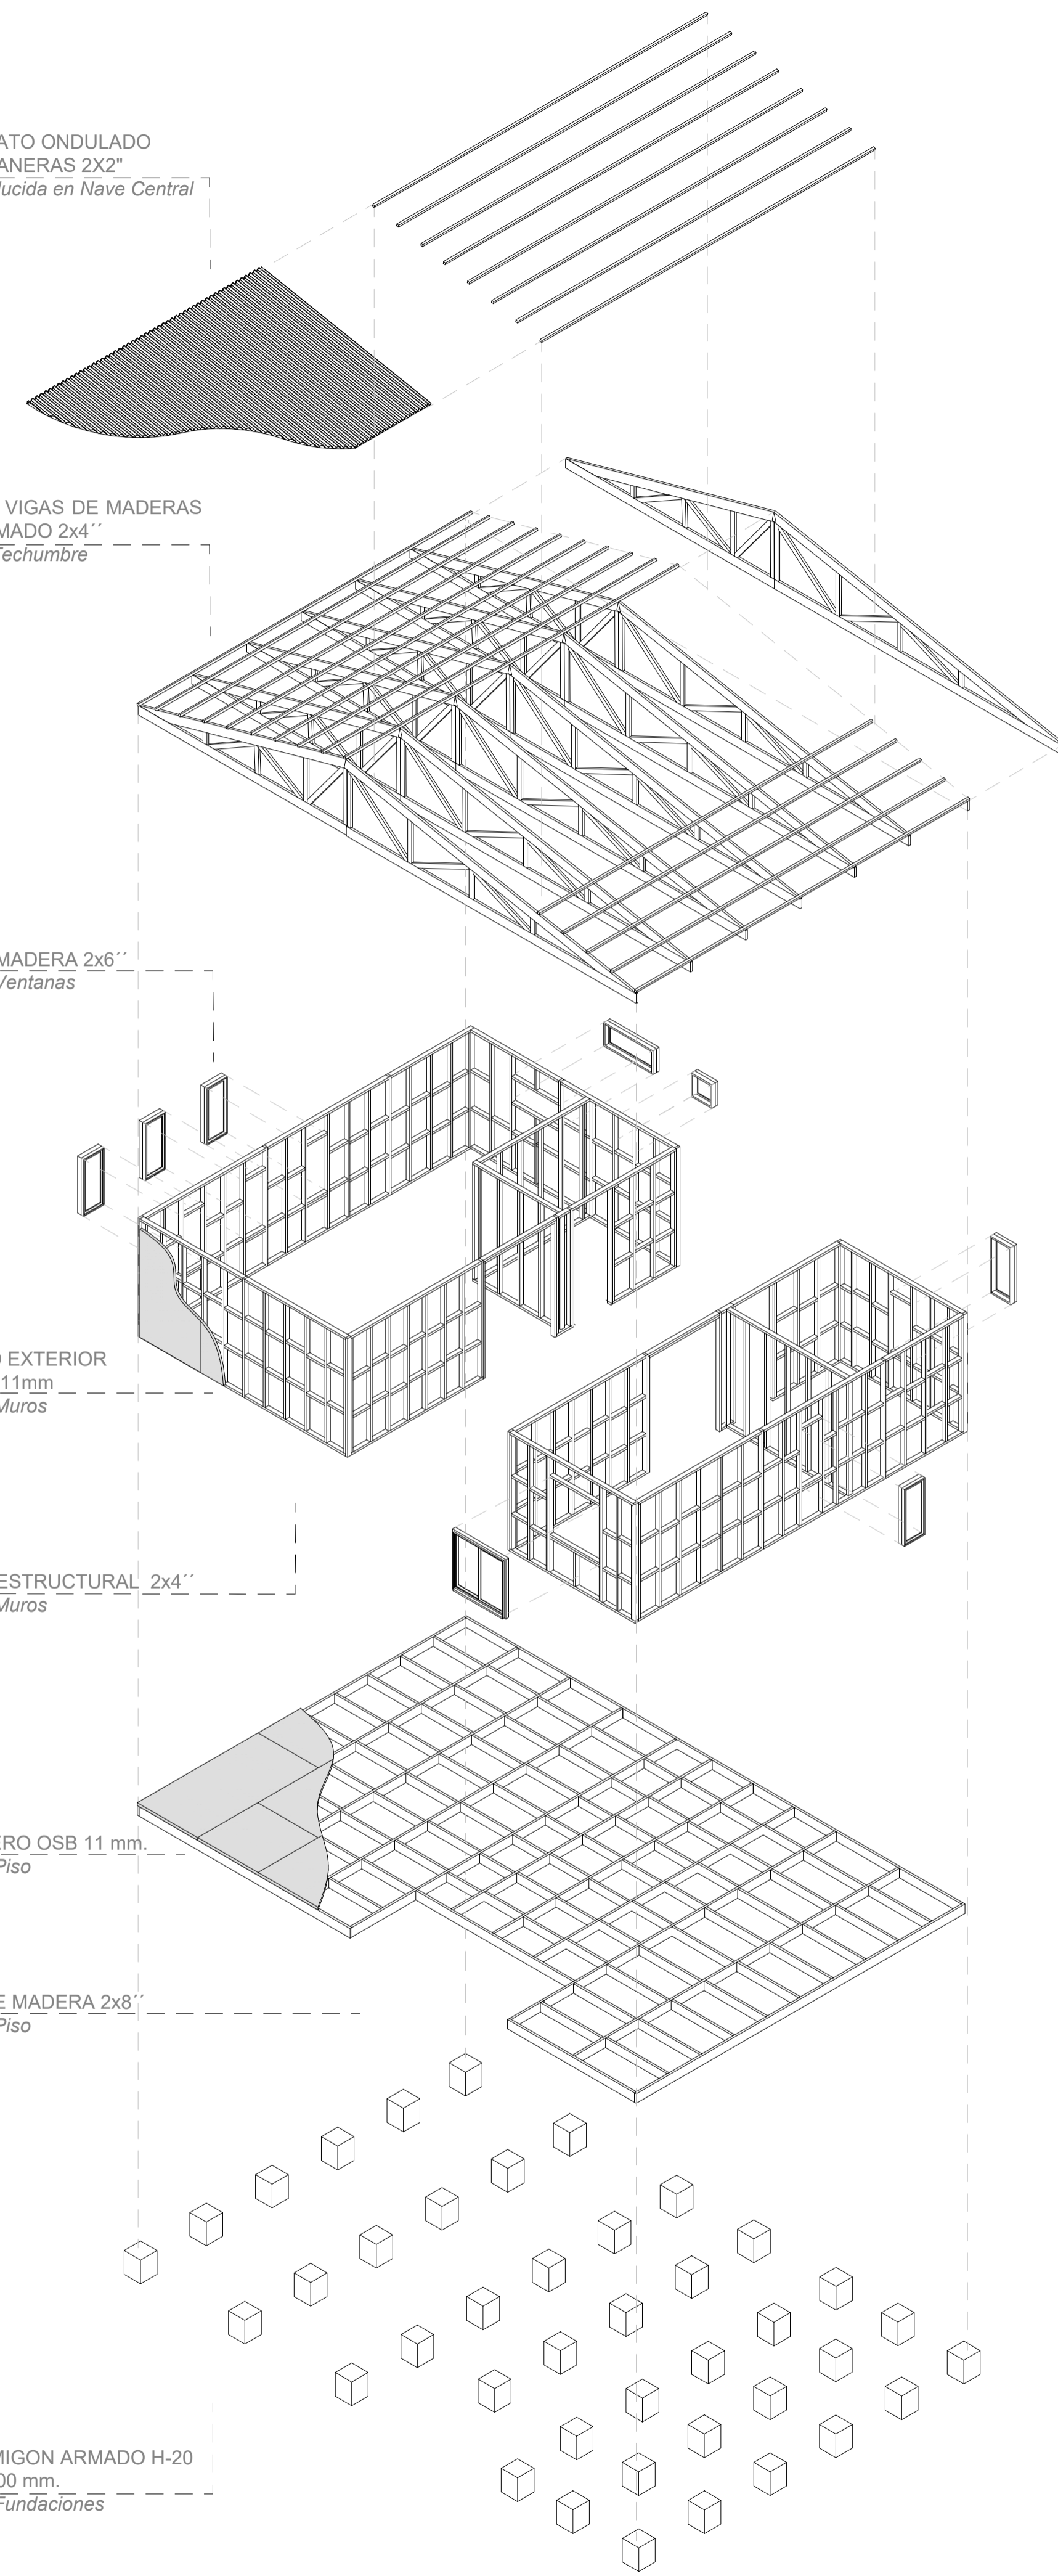 ATO ONDULADO
ANERAS 2X2"
ucida en Nave Central
VIGAS DE MADERAS
MADO 2x4´´
Techumbre
MADERA 2x6´´
Ventanas
O EXTERIOR
11mm
Muros
ESTRUCTURAL 2x4´´
Muros
ERO OSB 11 mm.
Piso
E MADERA 2x8´´
Piso
MIGON ARMADO H-20
00 mm.
Fundaciones